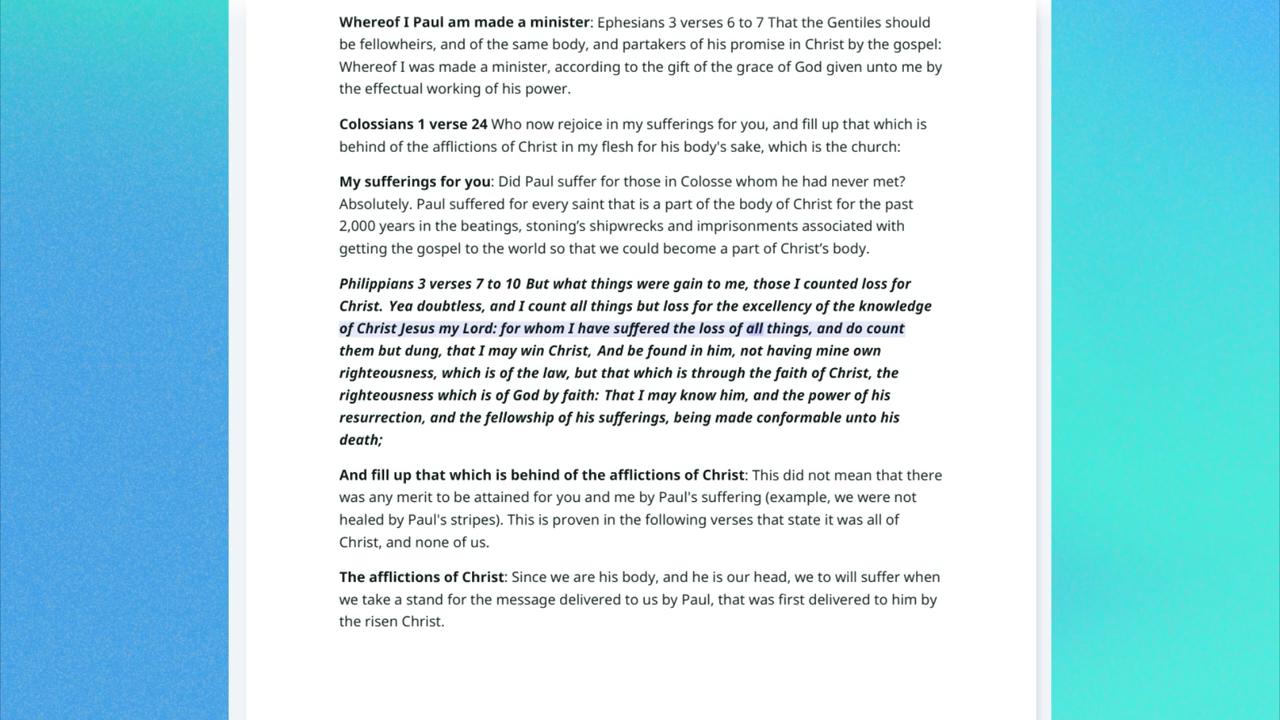 Whereof I Paul am made a minister: Ephesians 3 verses 6 to 7 That the Gentiles should
be fellowheirs, and of the same body, and partakers of his promise in Christ by the gospel:
Whereof I was made a minister, according to the gift of the grace of God given unto me by
the effectual working of his power.
Colossians 1 verse 24 Who now rejoice in my sufferings for you, and fill up that which is
behind of the afflictions of Christ in my flesh for his body's sake, which is the church:
My sufferings for you: Did Paul suffer for those in Colosse whom he had never met?
Absolutely. Paul suffered for every saint that is a part of the body of Christ for the past
2,000 years in the beatings, stoning’s shipwrecks and imprisonments associated with
getting the gospel to the world so that we could become a part of Christ’s body.
Philippians 3 verses 7 to 10 But what things were gain to me, those I counted loss for
Christ. Yea doubtless, and I count all things but loss for the excellency of the knowledge
of Christ Jesus my Lord: for whom I have suffered the loss of all things, and do count
them but dung, that I may win Christ, And be found in him, not having mine own
righteousness, which is of the law, but that which is through the faith of Christ, the
righteousness which is of God by faith: That I may know him, and the power of his
resurrection, and the fellowship of his sufferings, being made conformable unto his
death;
And fill up that which is behind of the afflictions of Christ: This did not mean that there
was any merit to be attained for you and me by Paul's suffering (example, we were not
healed by Paul's stripes). This is proven in the following verses that state it was all of
Christ, and none of us.
The afflictions of Christ: Since we are his body, and he is our head, we to will suffer when
we take a stand for the message delivered to us by Paul, that was first delivered to him by
the risen Christ.